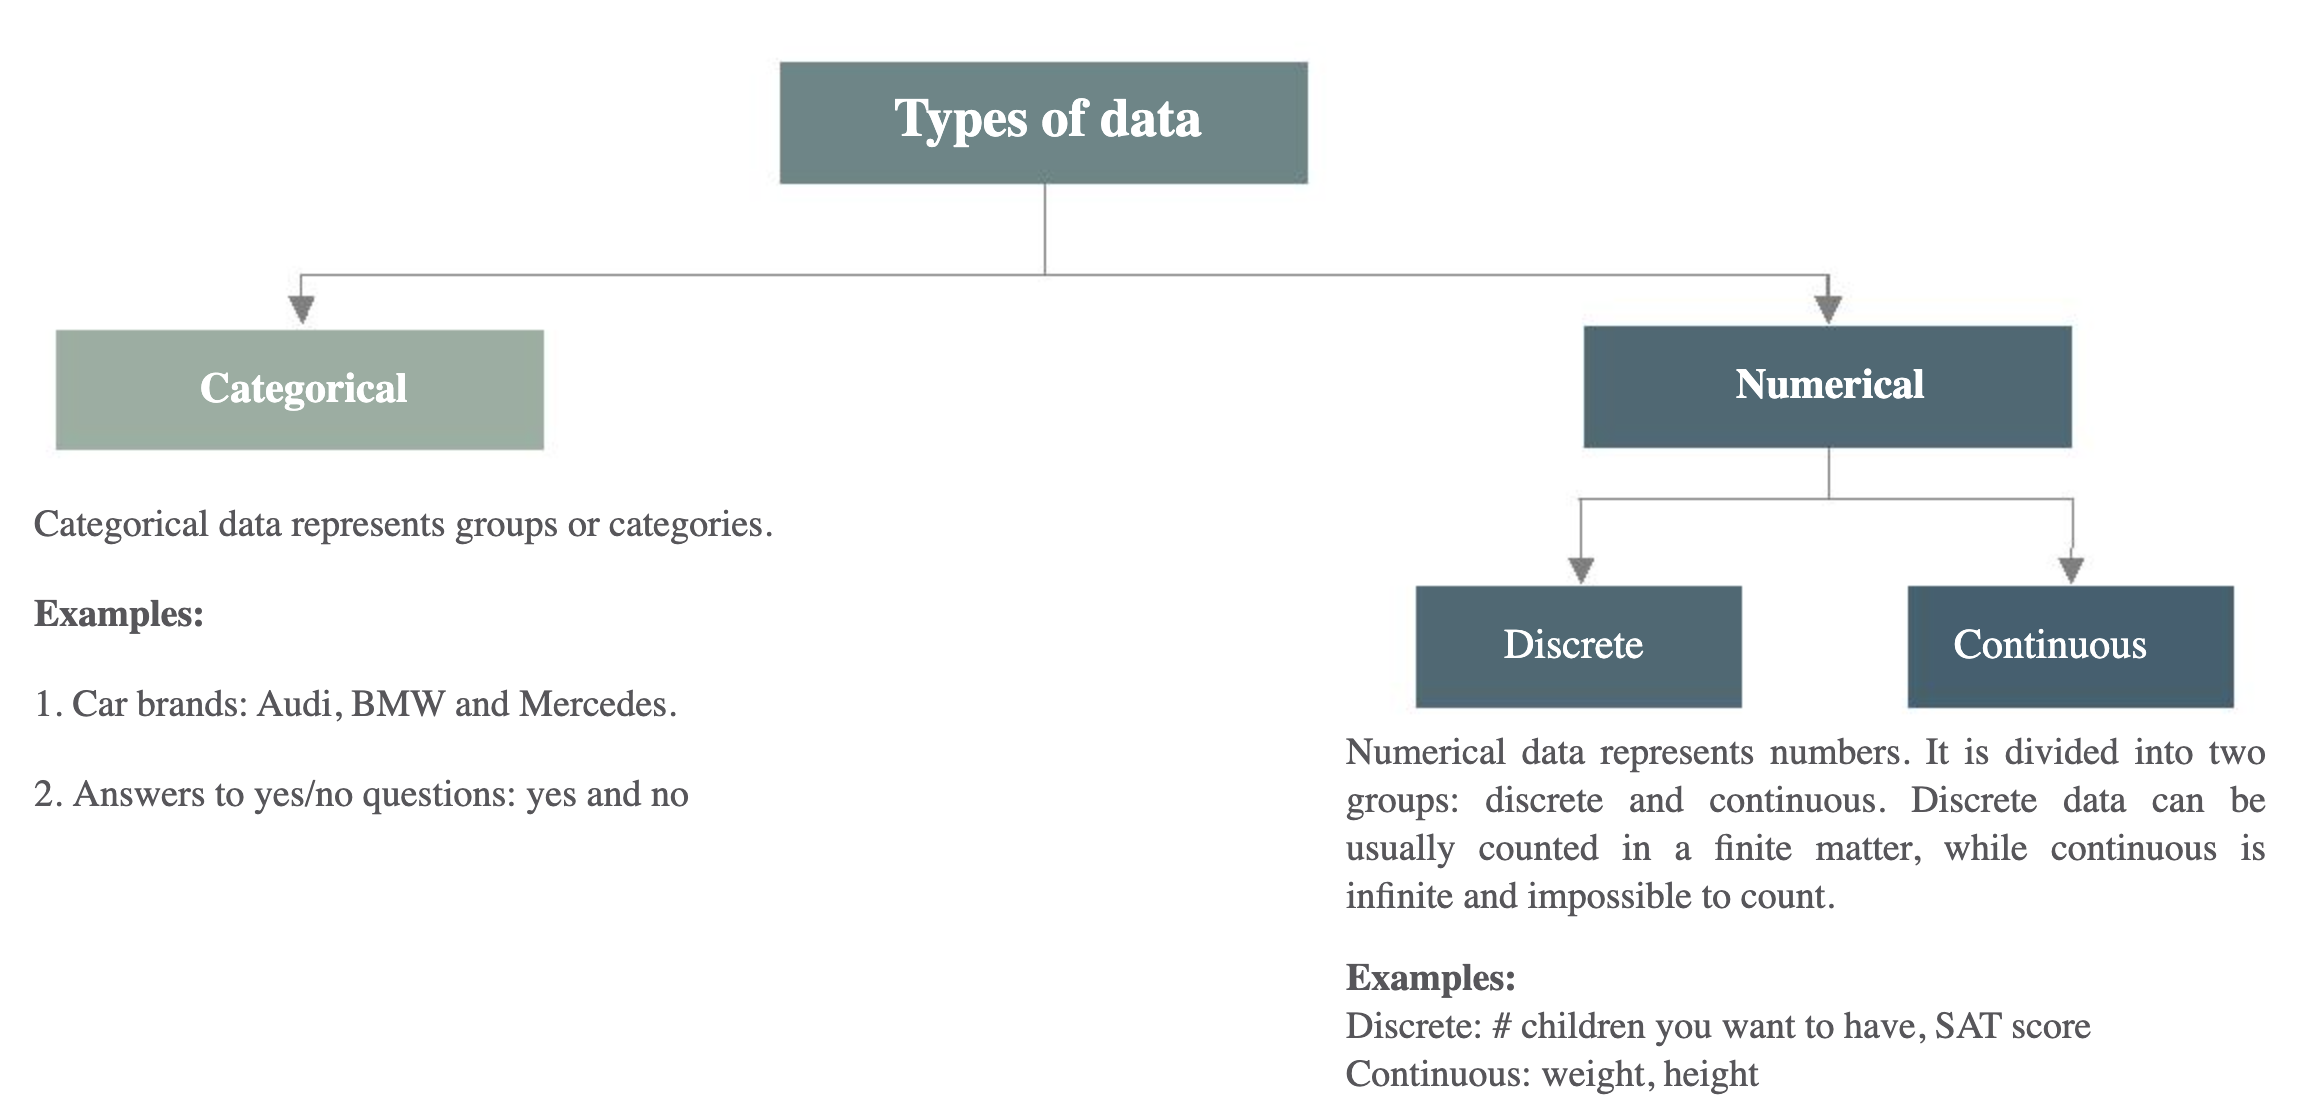 Types of data
Categorical
Numerical
Categorical data represents groups or categories.
Examples:
1. Car brands: Audi, BMW and Mercedes.
2. Answers to yes/no questions: yes and no
Discrete
Continuous
Numerical data represents numbers. It is divided into two
groups: discrete and continuous. Discrete data can be
usually counted in a finite matter, while continuous is
infinite and impossible to count.
Examples:
Discrete: # children you want to have, SAT score
Continuous: weight, height